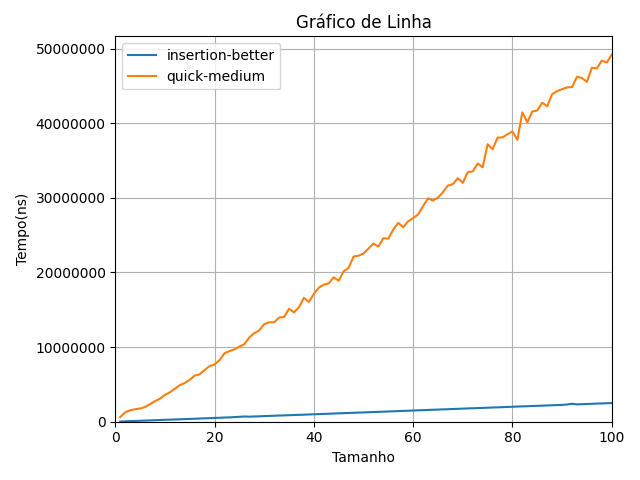 Gráfico de Linha
insertion-better
quick-medium
Tempo(ns)
50000000
40000000
30000000
20000000
10000000
0
0 20 40 60 80 100
Tamanho